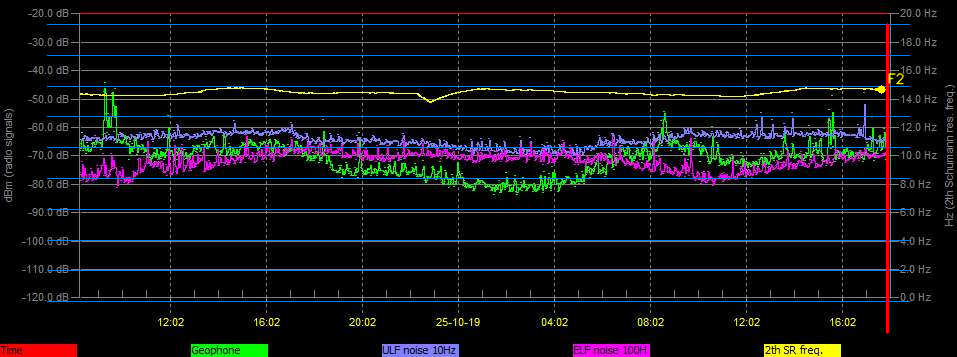 -20.0 dB 20.0 Hz
-30.0 dB 18.0 Hz
-40.0 dB 16.0 Hz
F2
-50.0 dB 14.0 Hz
-60.0 dB 12.0 Hz
-70.0 dB 10.0 Hz
-80.0 dB 8.0 Hz
-90.0 dB 6.0 Hz
-100.0 dB 4.0 Hz
-110.0 dB 2.0 Hz
-120.0 dB 0.0 Hz
dBm (radio signals)
Hz (2th Schumann res. freq.)
12:02 16:02 20:02 25-10-19 04:02 08:02 12:02 16:02
Time Geophone ULF noise 10Hz ELF noise 100H 2th SR freq.